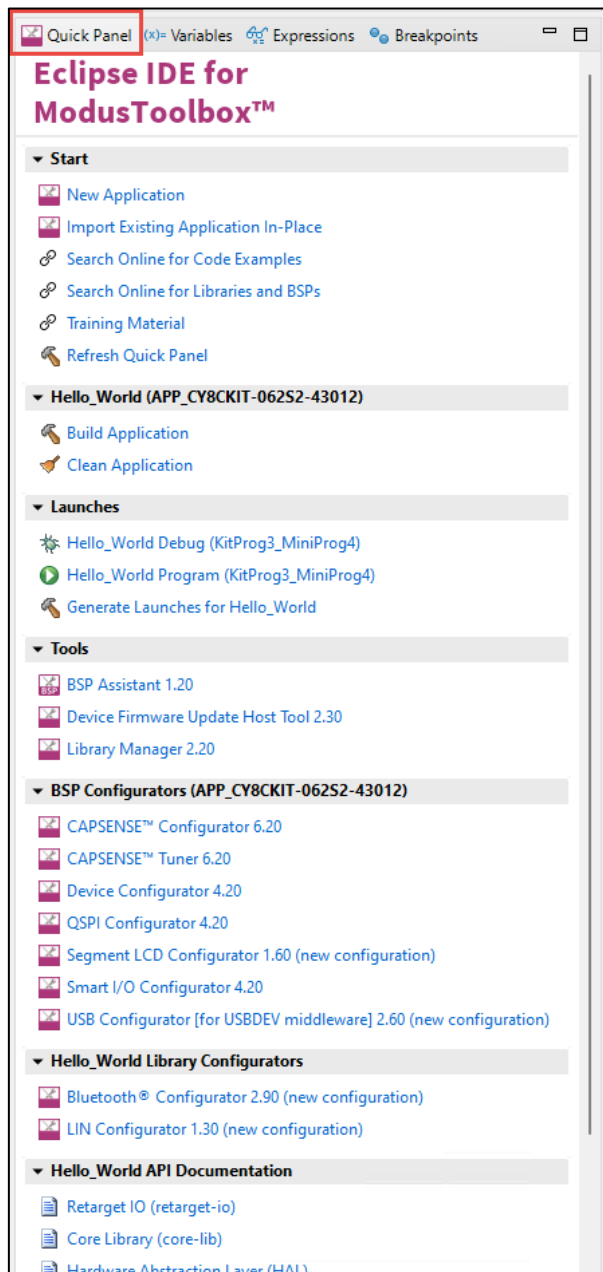 Quick Panel (x)= Variables Expressions Breakpoints
Eclipse IDE for
ModusToolbox™
Start
New Application
Import Existing Application In-Place
Search Online for Code Examples
Search Online for Libraries and BSPs
Training Material
Refresh Quick Panel
Hello_World (APP_CY8CKIT-062S2-43012)
Build Application
Clean Application
Launches
Hello_World Debug (KitProg3_MiniProg4)
Hello_World Program (KitProg3_MiniProg4)
Generate Launches for Hello_World
Tools
BSP BSP Assistant 1.20
Device Firmware Update Host Tool 2.30
Library Manager 2.20
BSP Configurators (APP_CY8CKIT-062S2-43012)
CAPSENSE™ Configurator 6.20
CAPSENSE™ Tuner 6.20
Device Configurator 4.20
QSPI Configurator 4.20
Segment LCD Configurator 1.60 (new configuration)
Smart I/O Configurator 4.20
USB Configurator [for USBDEV middleware] 2.60 (new configuration)
Hello_World Library Configurators
Bluetooth® Configurator 2.90 (new configuration)
LIN Configurator 1.30 (new configuration)
Hello_World API Documentation
Retarget IO (retarget-io)
Core Library (core-lib)
Hardware Abstraction Layer (HAL)